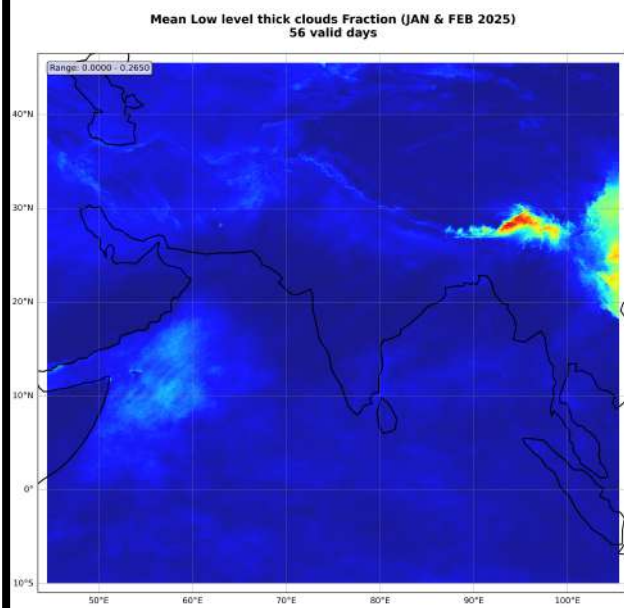 Mean Low level thick clouds Fraction (JAN & FEB 2025)
56 valid days
Range: 0.0000 - 0.2650
40°N
30°N
20°N
10°N
0°
10°S
50°E 60°E 70°E 80°E 90°E 100°E